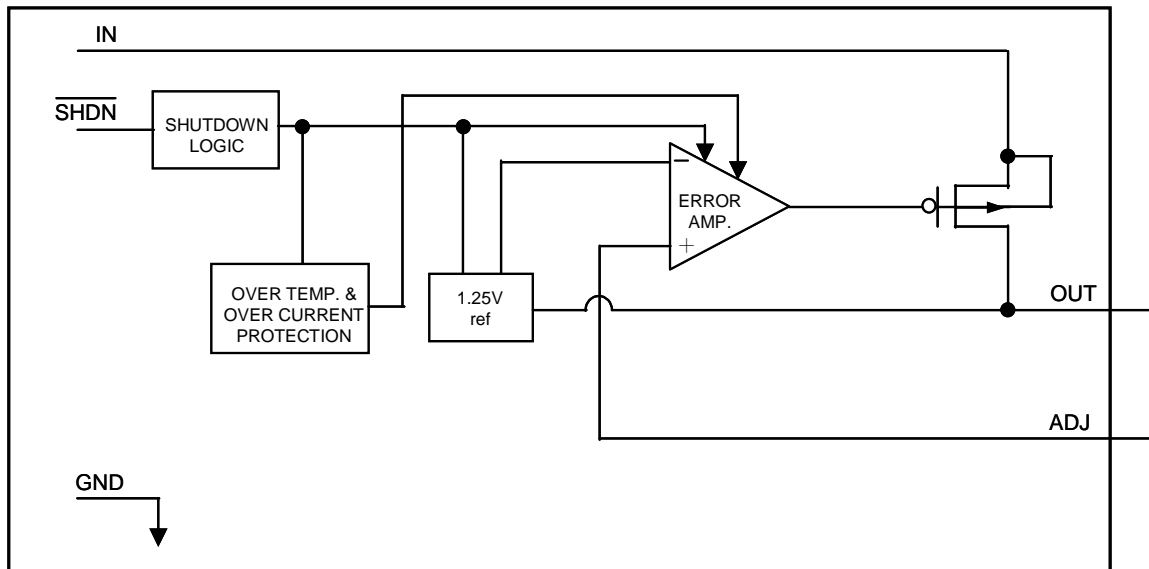 IN
SHDN
SHUTDOWN
LOGIC
−
ERROR
AMP.
+
OVER TEMP. &
OVER CURRENT
PROTECTION
1.25V
ref
OUT
ADJ
GND